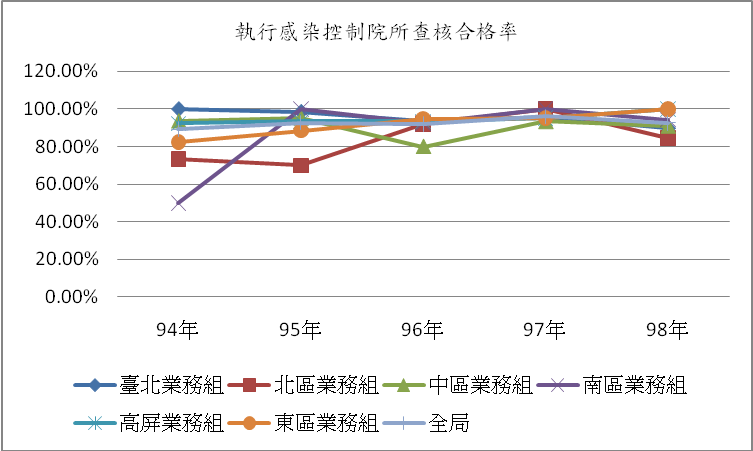 執行感染控制院所查核合格率
120.00%
100.00%
80.00%
60.00%
40.00%
20.00%
0.00%
94年 95年 96年 97年 98年
臺北業務組 北區業務組 中區業務組 南區業務組
高屏業務組 東區業務組 全局